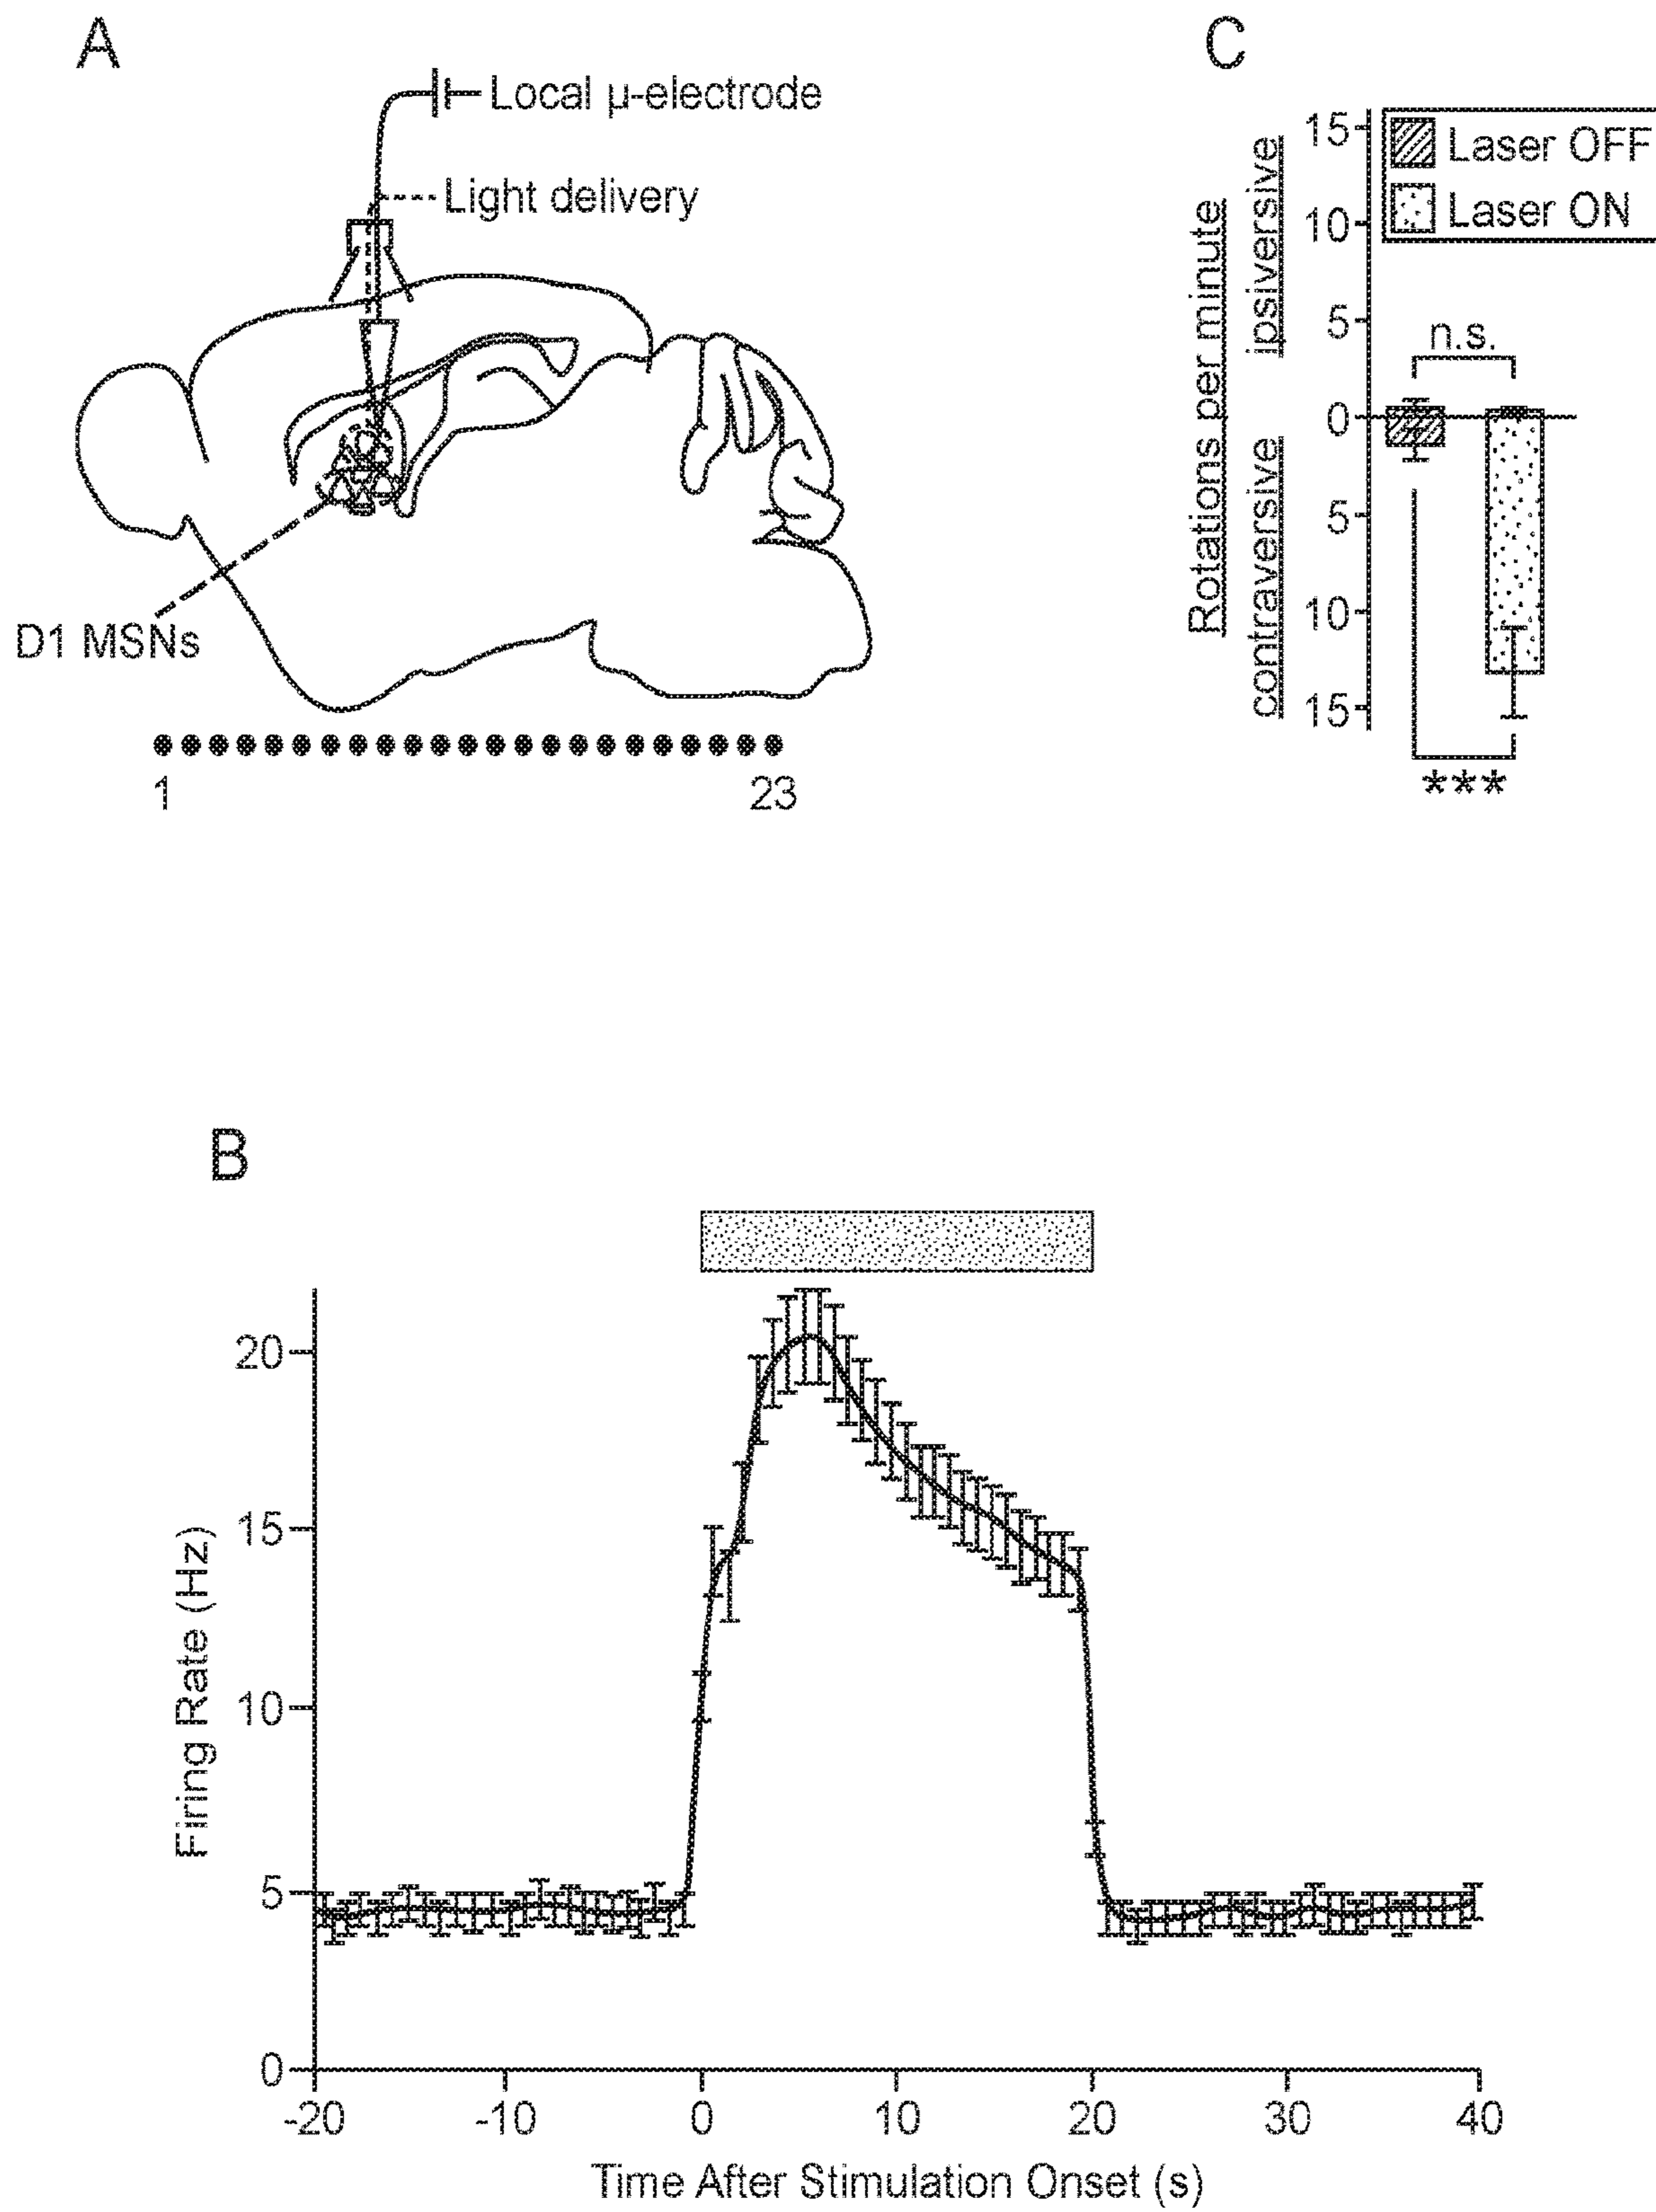 A
Local μ-electrode
Light delivery
D1 MSNs
1
23
C
Rotations per minute
ipsiversive
contraversive
15
10
5
0
5
10
15
Laser OFF
Laser ON
n.s.
***
B
Firing Rate (Hz)
20
15
10
5
0
-20
-10
0
10
20
30
40
Time After Stimulation Onset (s)